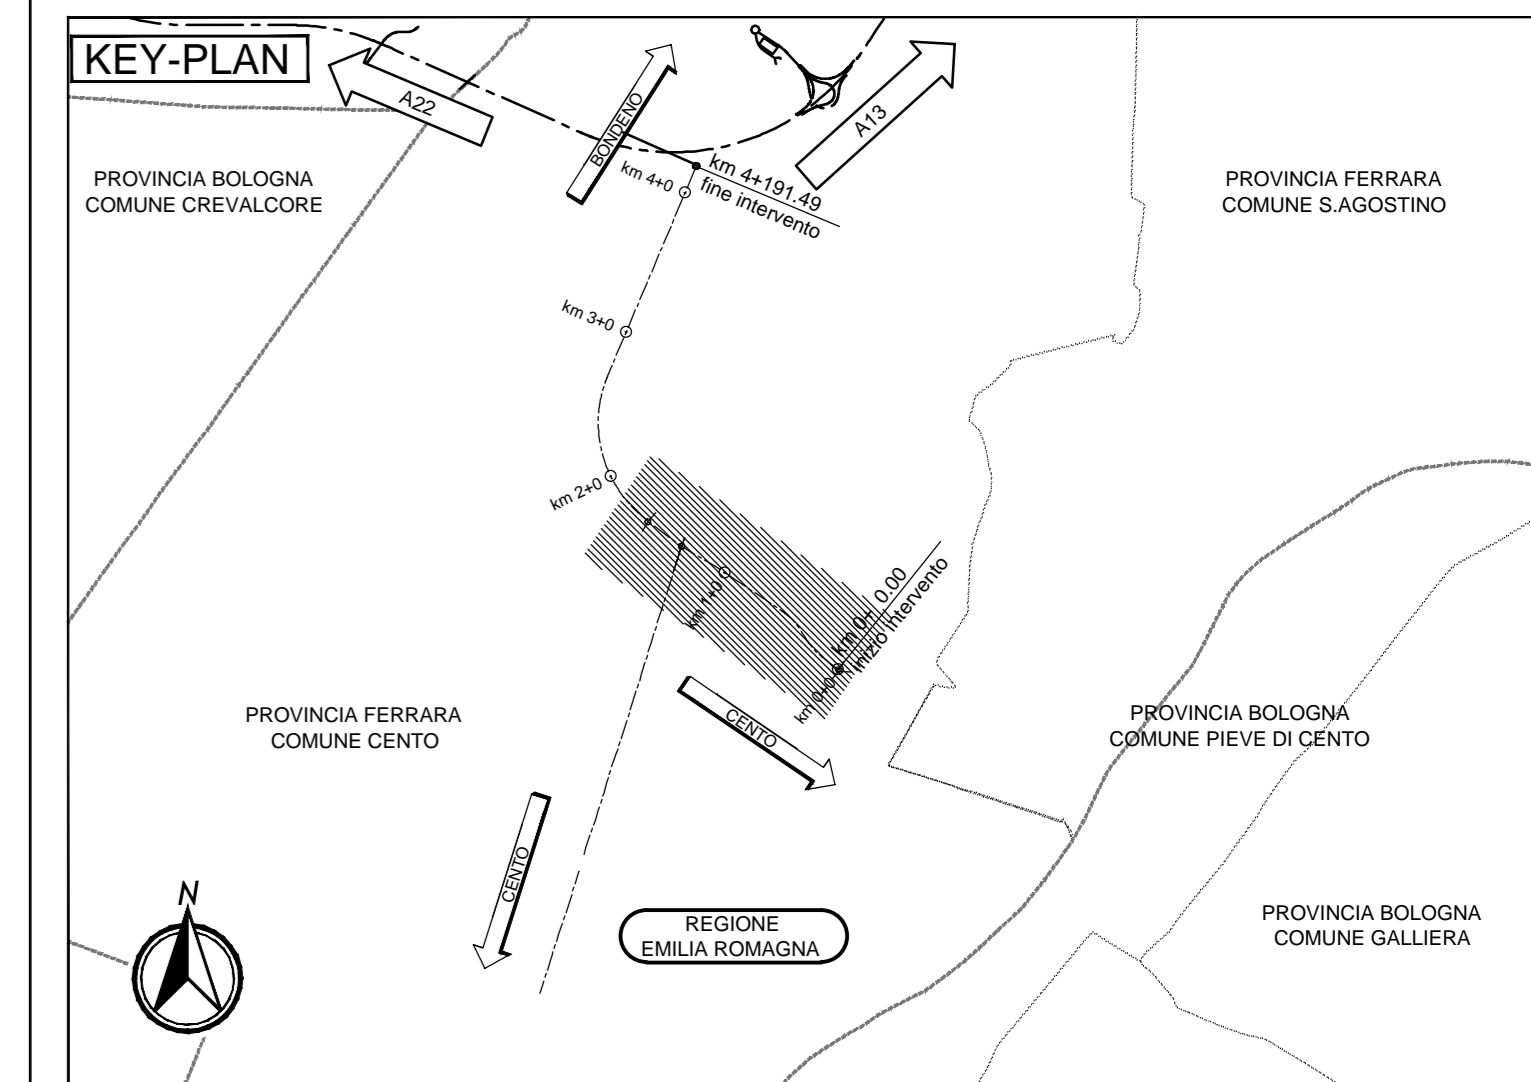 KEY-PLAN
A22
BONDENO
A13
km 4+0
km 4+191.49
fine intervento
PROVINCIA BOLOGNA
COMUNE CREVALCORE
PROVINCIA FERRARA
COMUNE S.AGOSTINO
km 3+0
km 2+0
km 1+0
km 0+ 0.00
inizio intervento
km 0+0
PROVINCIA FERRARA
COMUNE CENTO
CENTO
PROVINCIA BOLOGNA
COMUNE PIEVE DI CENTO
CENTO
N
REGIONE
EMILIA ROMAGNA
PROVINCIA BOLOGNA
COMUNE GALLIERA